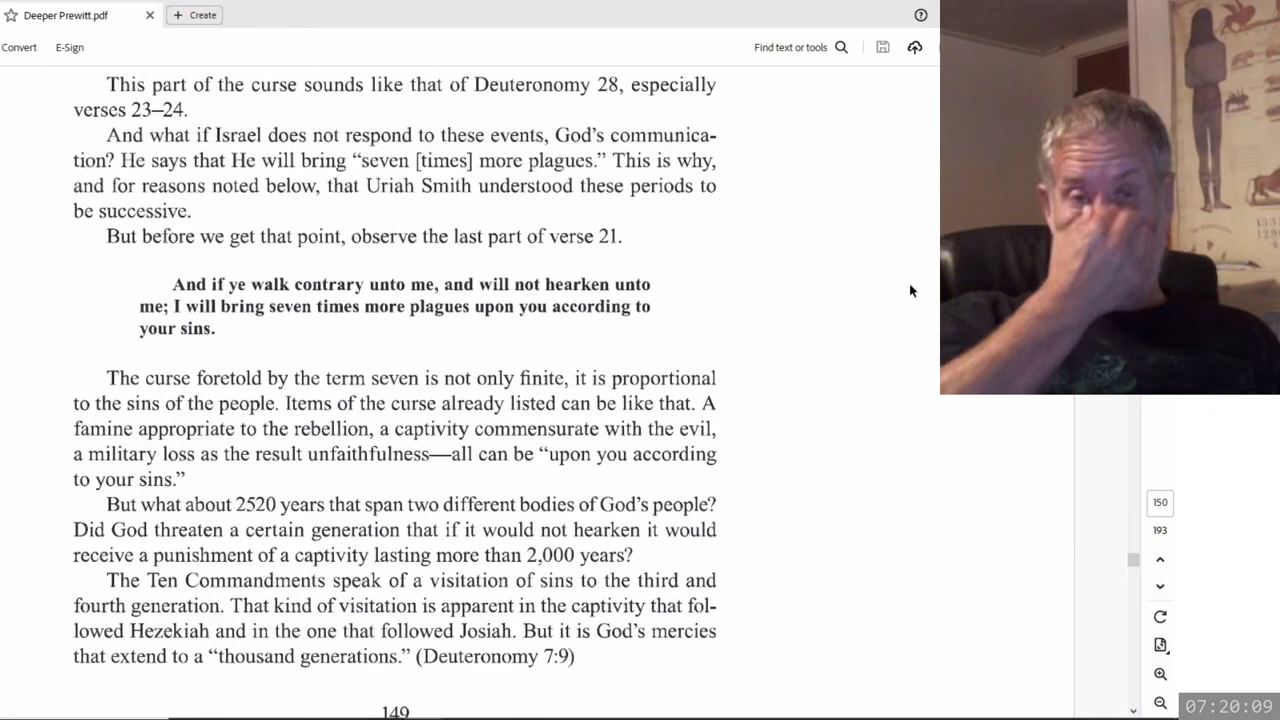 Deeper Prewitt.pdf
Create
Convert
E-Sign
Find text or tools
This part of the curse sounds like that of Deuteronomy 28, especially
verses 23–24.
And what if Israel does not respond to these events, God’s communica-
tion? He says that He will bring “seven [times] more plagues.” This is why,
and for reasons noted below, that Uriah Smith understood these periods to
be successive.
But before we get that point, observe the last part of verse 21.
And if ye walk contrary unto me, and will not hearken unto
me; I will bring seven times more plagues upon you according to
your sins.
The curse foretold by the term seven is not only finite, it is proportional
to the sins of the people. Items of the curse already listed can be like that. A
famine appropriate to the rebellion, a captivity commensurate with the evil,
a military loss as the result unfaithfulness—all can be “upon you according
to your sins.”
But what about 2520 years that span two different bodies of God’s people?
Did God threaten a certain generation that if it would not hearken it would
receive a punishment of a captivity lasting more than 2,000 years?
The Ten Commandments speak of a visitation of sins to the third and
fourth generation. That kind of visitation is apparent in the captivity that fol-
lowed Hezekiah and in the one that followed Josiah. But it is God’s mercies
that extend to a “thousand generations.” (Deuteronomy 7:9)
149
150
193
07:20:09